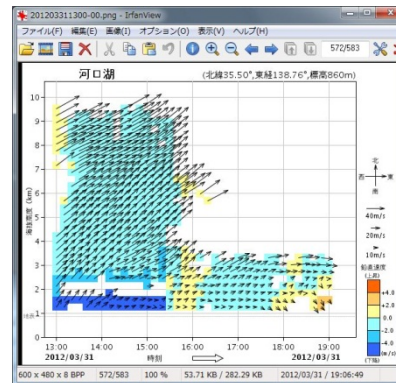 201203311300-00.png - IrfanView
ファイル(F) 編集(E) 画像(I) オプション(O) 表示(V) ヘルプ(H)
572/583
河口湖
(北緯35.50°,東経138.76°,標高860m)
海抜高度 (km)
10
9
8
7
6
5
4
3
2
1
0
北
西 東
南
40m/s
20m/s
10m/s
鉛直速度
(上昇)
+4.0
+2.0
0.0
-2.0
-4.0
(m/s)
(下降)
13:00 14:00 15:00 16:00 17:00 18:00 19:00
2012/03/31 時刻 2012/03/31
600 x 480 x 8 BPP 572/583 100 % 53.71 KB / 282.29 KB 2012/03/31 / 19:06:49